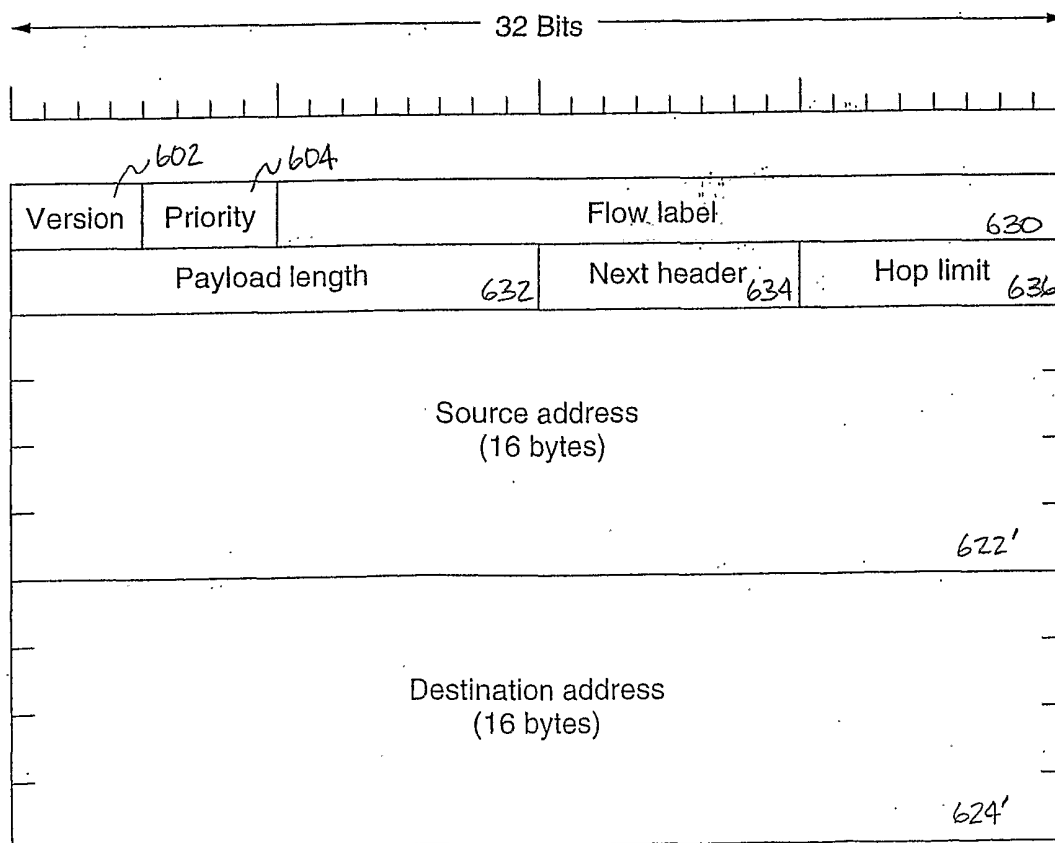 32 Bits
602
604
Version
Priority
Flow label
630
Payload length
632
Next header
634
Hop limit
636
Source address
(16 bytes)
622'
Destination address
(16 bytes)
624'